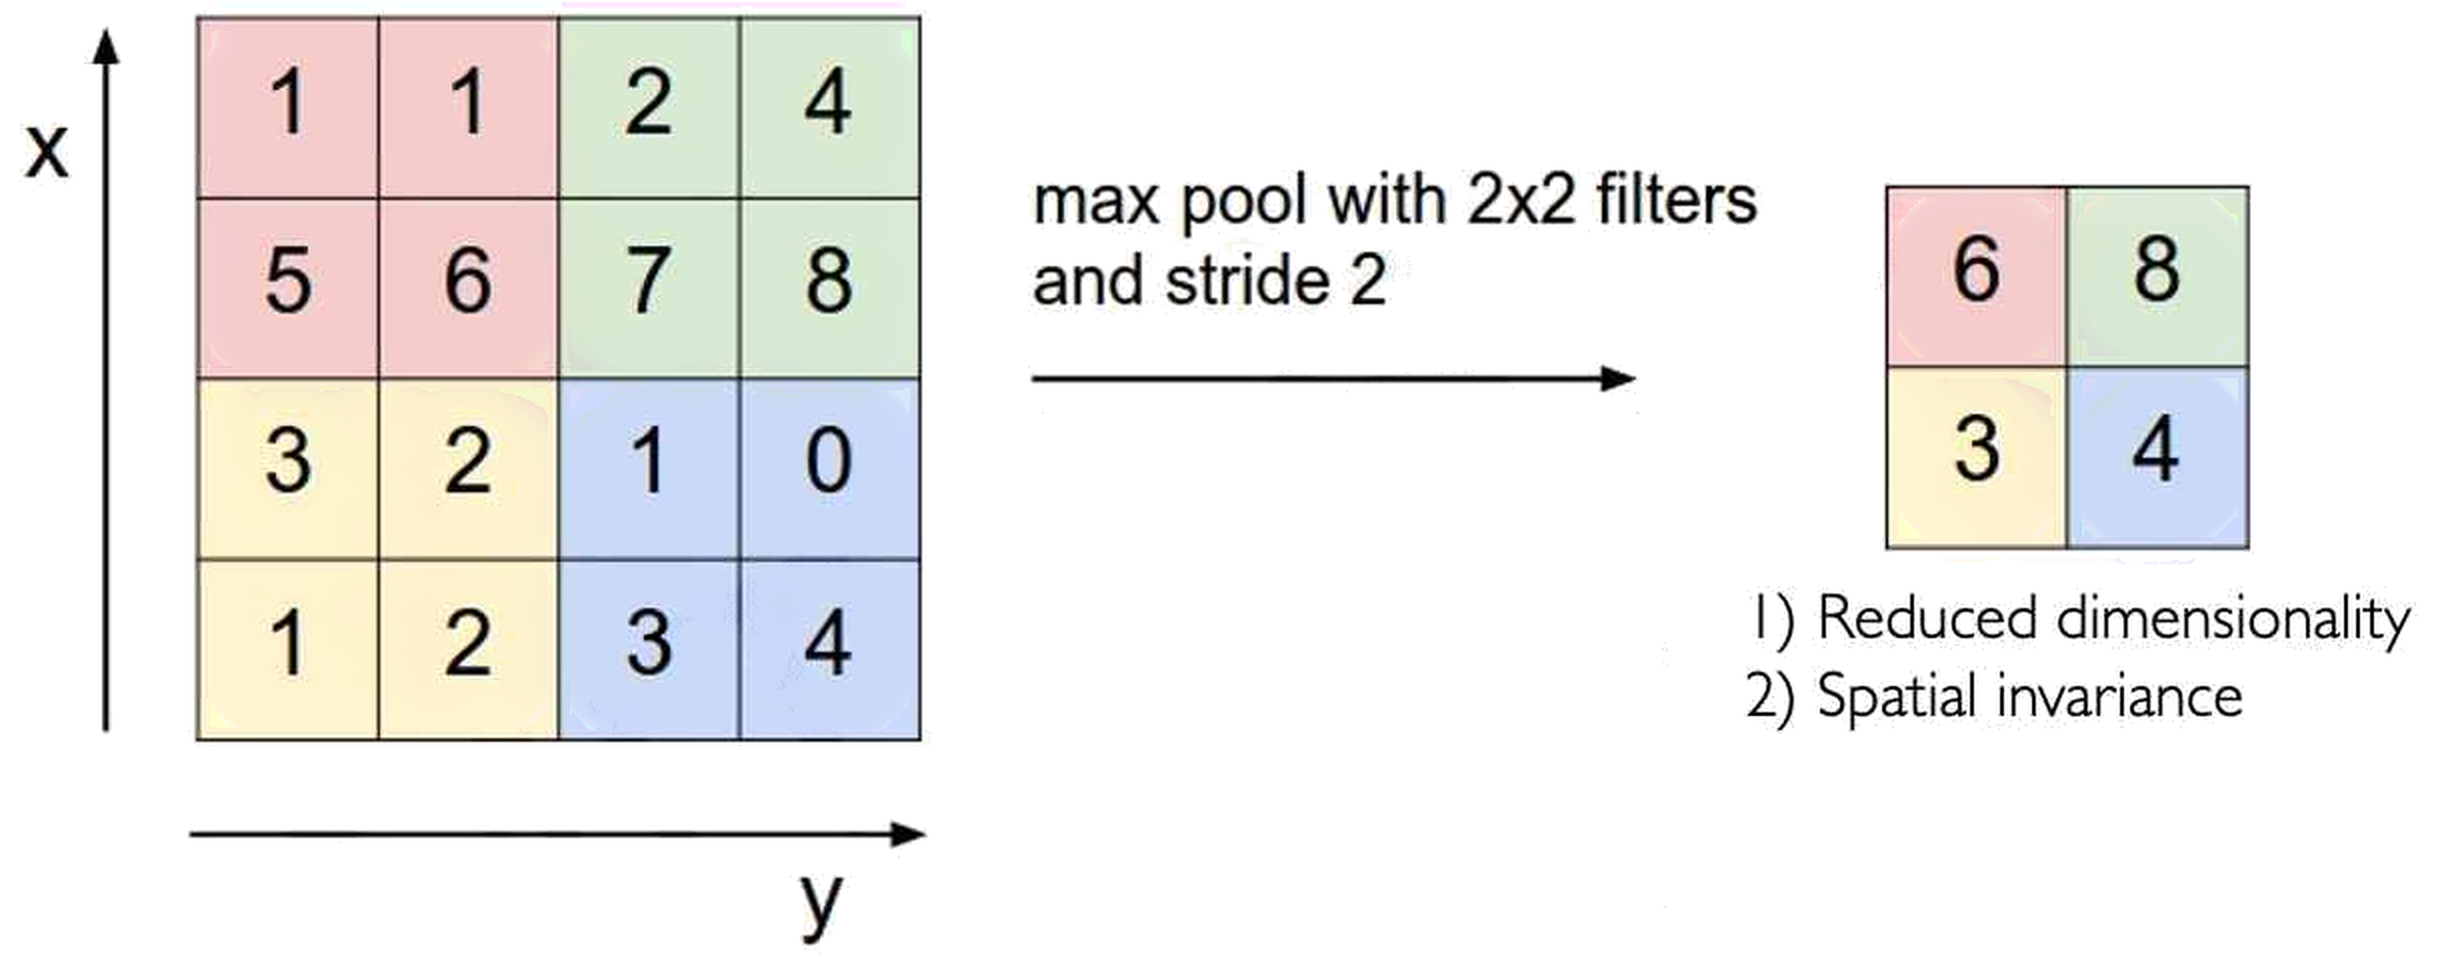 x
1 1 2 4
5 6 7 8
3 2 1 0
1 2 3 4
y
max pool with 2x2 filters
and stride 2
6 8
3 4
1) Reduced dimensionality
2) Spatial invariance